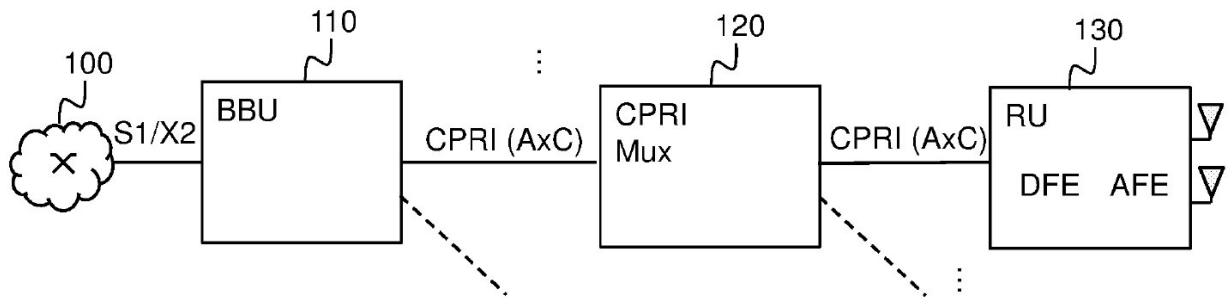 100
S1/X2
110
BBU
CPRI (AxC)
120
CPRI
Mux
CPRI (AxC)
130
RU
DFE AFE